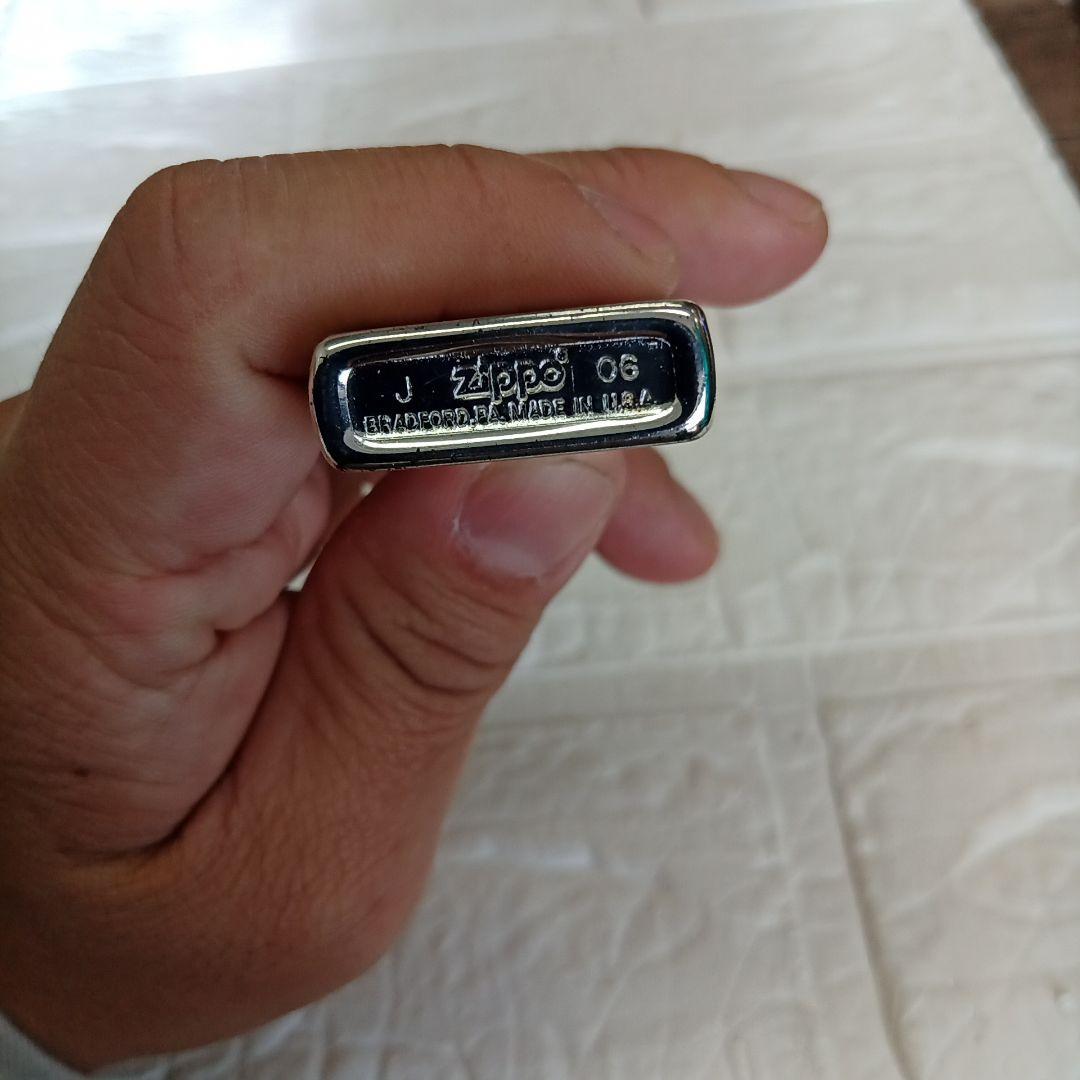 J Zippo® 06
BRADFORD, PA. MADE IN U.S.A.